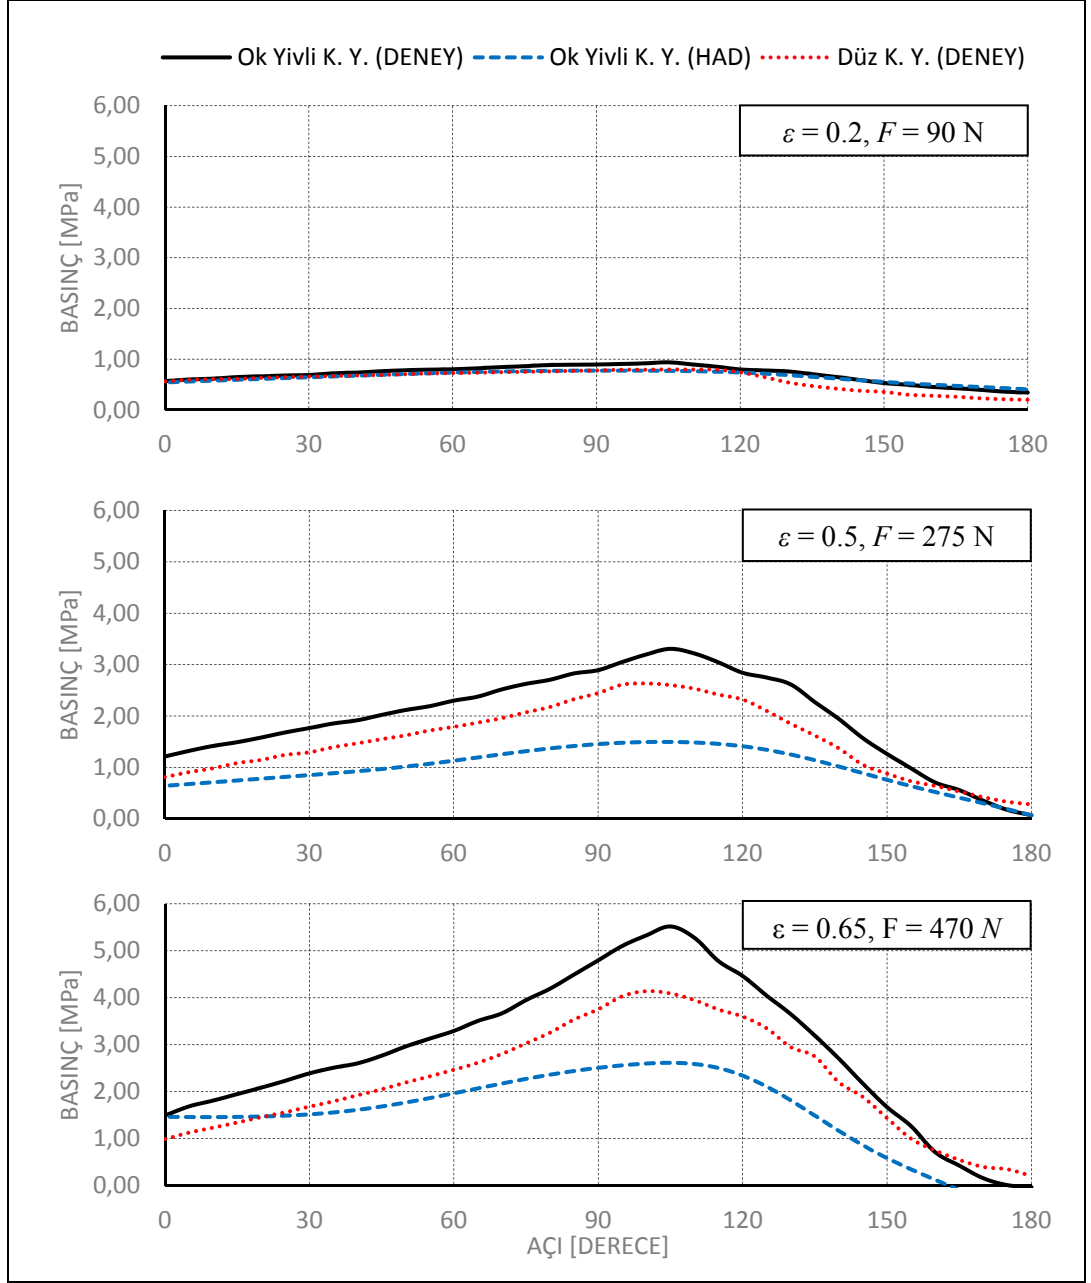 Ok Yivli K. Y. (DENEY) Ok Yivli K. Y. (HAD) Düz K. Y. (DENEY)
6,00
5,00
4,00
3,00
2,00
1,00
0,00
BASINÇ [MPa]
ε = 0.2, F = 90 N
0 30 60 90 120 150 180
6,00
5,00
4,00
3,00
2,00
1,00
0,00
BASINÇ [MPa]
ε = 0.5, F = 275 N
0 30 60 90 120 150 180
6,00
5,00
4,00
3,00
2,00
1,00
0,00
BASINÇ [MPa]
ε = 0.65, F = 470 N
0 30 60 90 120 150 180
AÇI [DERECE]